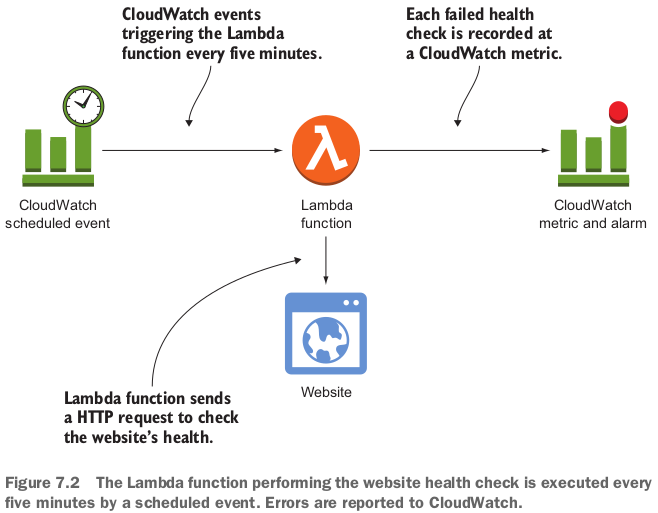 CloudWatch events
triggering the Lambda
function every five minutes.
Each failed health
check is recorded at
a CloudWatch metric.
CloudWatch
scheduled event
Lambda
function
CloudWatch
metric and alarm
Website
Lambda function sends
a HTTP request to check
the website's health.
Figure 7.2 The Lambda function performing the website health check is executed every
five minutes by a scheduled event. Errors are reported to CloudWatch.